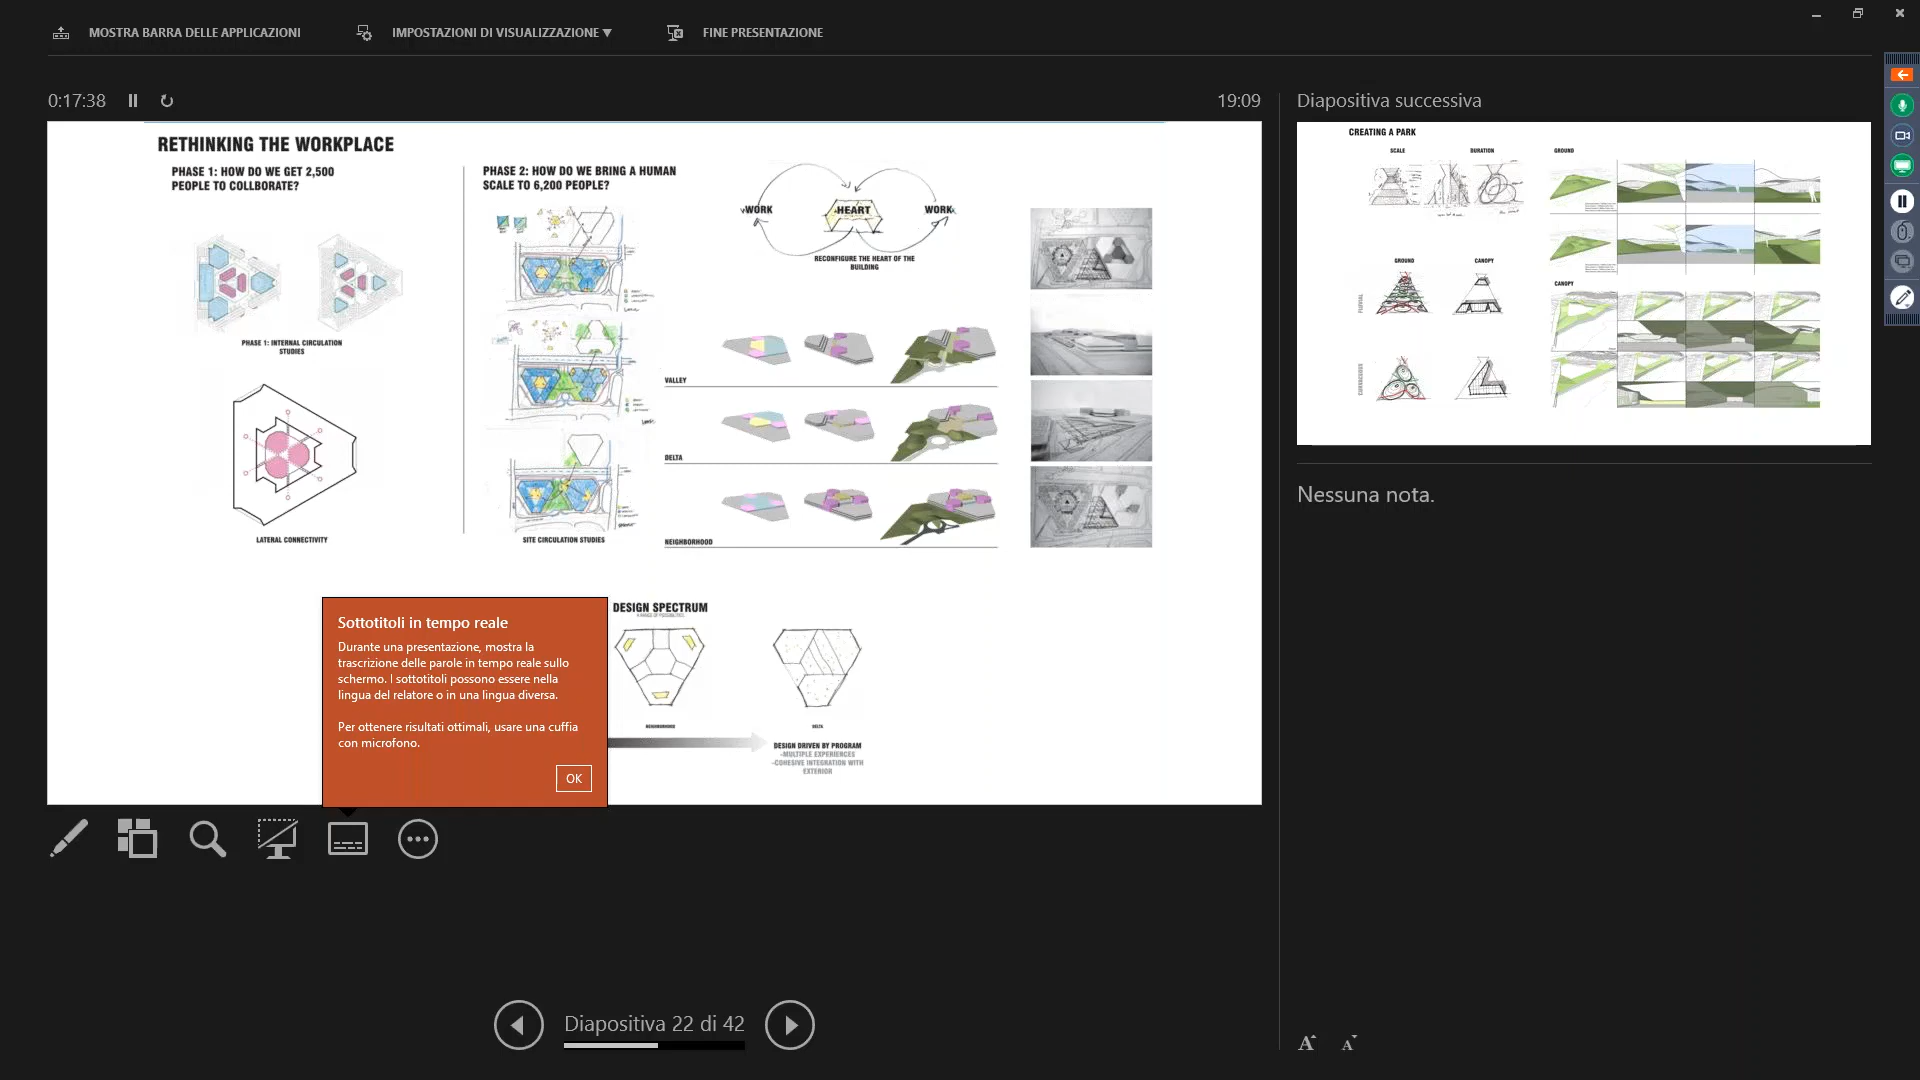 MOSTRA BARRA DELLE APPLICAZIONI
IMPOSTAZIONI DI VISUALIZZAZIONE ▼
FINE PRESENTAZIONE
0:17:38
19:09
Diapositiva successiva
RETHINKING THE WORKPLACE
PHASE 1: HOW DO WE GET 2,500
PEOPLE TO COLLBORATE?
PHASE 1: INTERNAL CIRCULATION
STUDIES
LATERAL CONNECTIVITY
PHASE 2: HOW DO WE BRING A HUMAN
SCALE TO 6,200 PEOPLE?
SITE CIRCULATION STUDIES
WORK
HEART
WORK
RECONFIGURE THE HEART OF THE
BUILDING
VALLEY
DELTA
NEIGHBORHOOD
DESIGN SPECTRUM
A RANGE OF POSSIBILITIES
NEIGHBORHOOD
DELTA
DESIGN DRIVEN BY PROGRAM
-MULTIPLE EXPERIENCES
-COHESIVE INTEGRATION WITH
EXTERIOR
Sottotitoli in tempo reale
Durante una presentazione, mostra la
trascrizione delle parole in tempo reale sullo
schermo. I sottotitoli possono essere nella
lingua del relatore o in una lingua diversa.
Per ottenere risultati ottimali, usare una cuffia
con microfono.
OK
CREATING A PARK
SCALE
DURATION
GROUND
GROUND
CANOPY
CANOPY
FLUVIAL
Nessuna nota.
Diapositiva 22 di 42
A
A